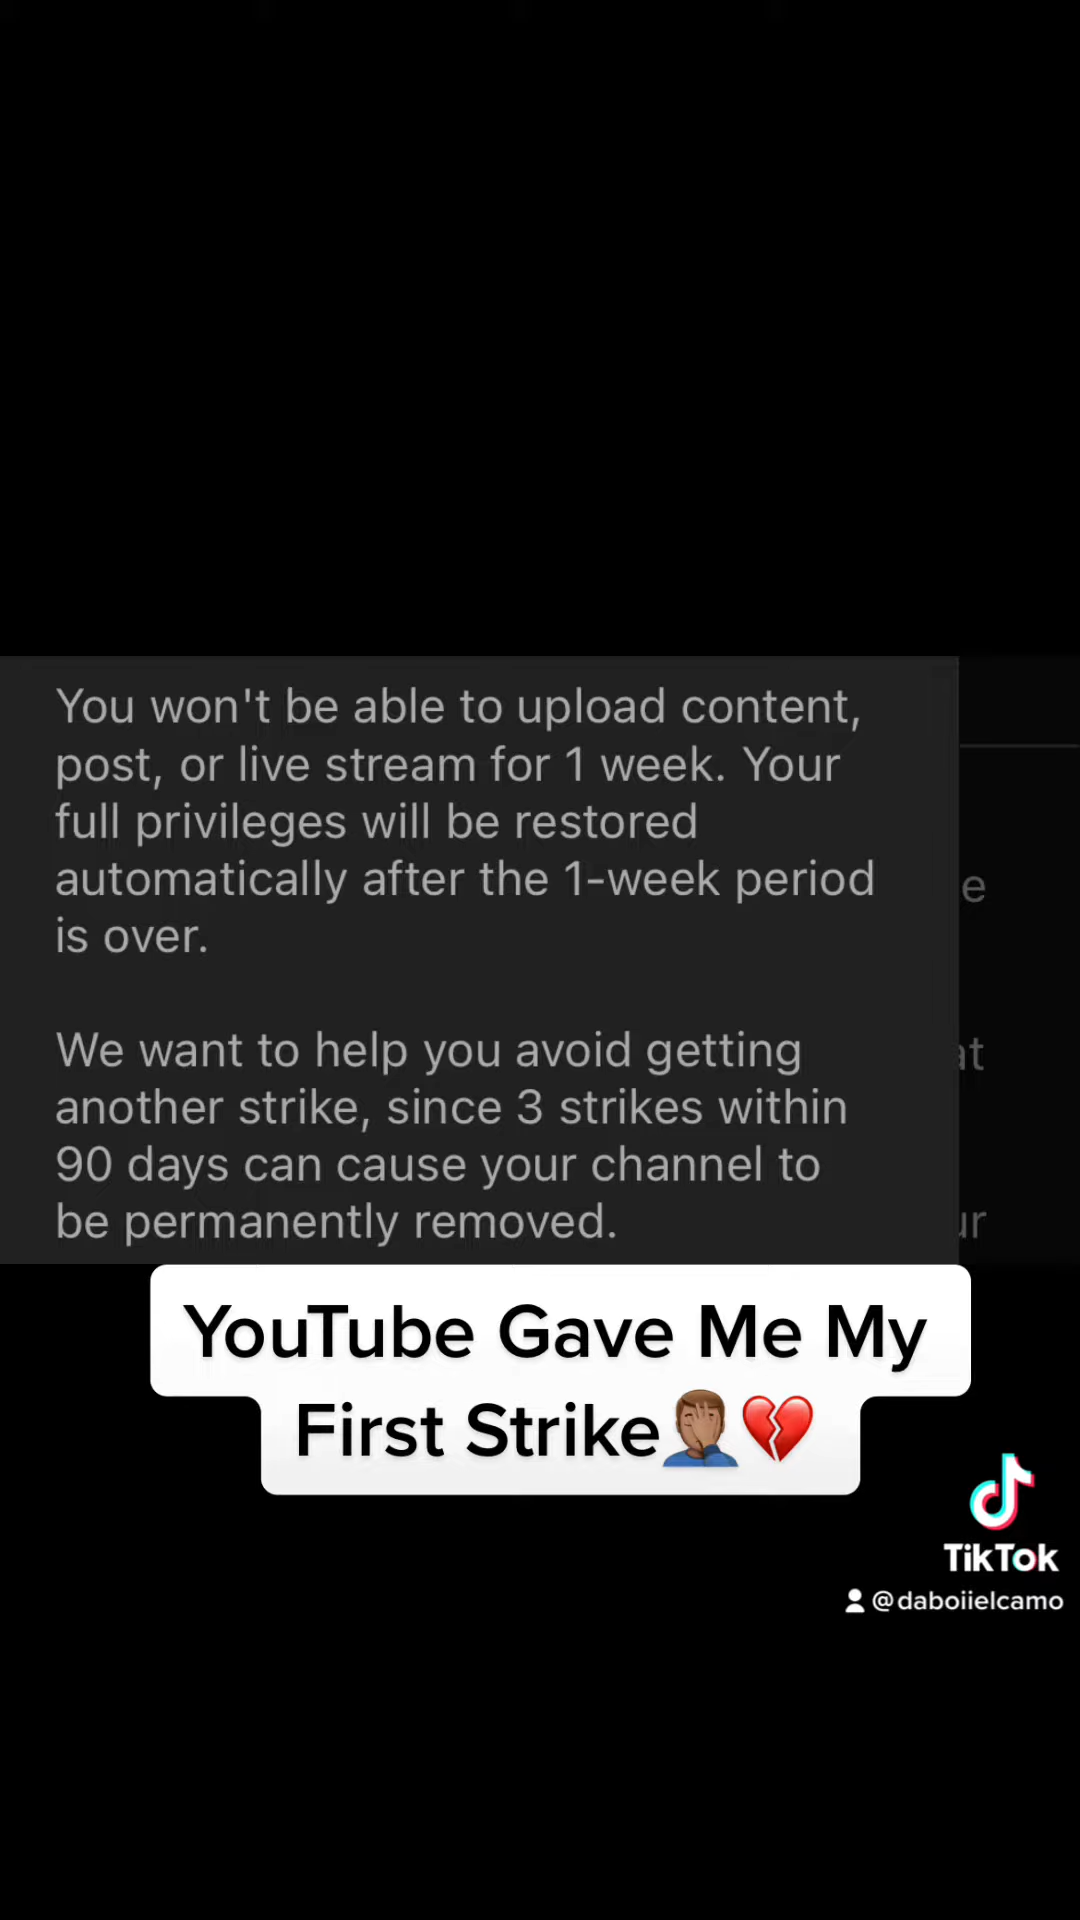 You won't be able to upload content,
post, or live stream for 1 week. Your
full privileges will be restored
automatically after the 1-week period
is over.
We want to help you avoid getting
another strike, since 3 strikes within
90 days can cause your channel to
be permanently removed.
e
at
ur
YouTube Gave Me My
First Strike🤦🏽‍♂️💔
TikTok
@daboiielcamo